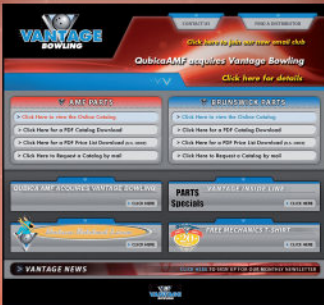 CONTACT US
FIND A DISTRIBUTOR
VANTAGE
BOWLING
Click here to join our new email club
QubicaAMF acquires Vantage Bowling
Click here for details
AMF PARTS
BRUNSWICK PARTS
> Click Here to view the Online Catalog.
> Click Here to view the Online Catalog.
> Click Here for a PDF Catalog Download
> Click Here for a PDF Catalog Download
> Click Here for a PDF Price List Download
> Click Here for a PDF Price List Download
> Click Here to Request a Catalog by mail
> Click Here to Request a Catalog by mail
QUBICA AMF ACQUIRES VANTAGE BOWLING
> CLICK HERE
PARTS
Specials
VANTAGE INSIDE LINE
> CLICK HERE
> CLICK HERE
FREE MECHANICS T-SHIRT
> CLICK HERE
> VANTAGE NEWS
CLICK HERE TO SIGN UP FOR OUR MONTHLY NEWSLETTER
VANTAGE